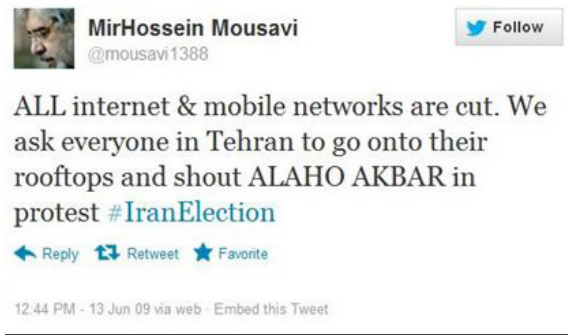 MirHossein Mousavi
Follow
@mousavi1388
ALL internet & mobile networks are cut. We
ask everyone in Tehran to go onto their
rooftops and shout ALAHO AKBAR in
protest #IranElection
Reply Retweet Favorite
12:44 PM - 13 Jun 09 via web · Embed this Tweet